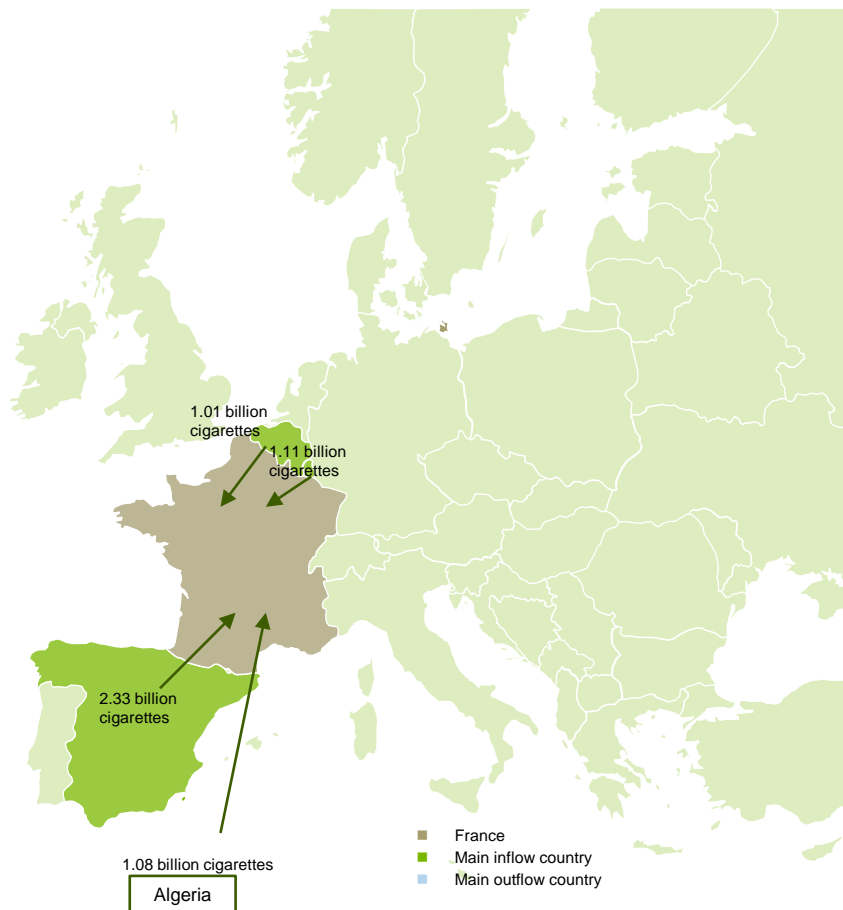 1.01 billion
cigarettes
1.11 billion
cigarettes
2.33 billion
cigarettes
1.08 billion cigarettes
Algeria
France
Main inflow country
Main outflow country